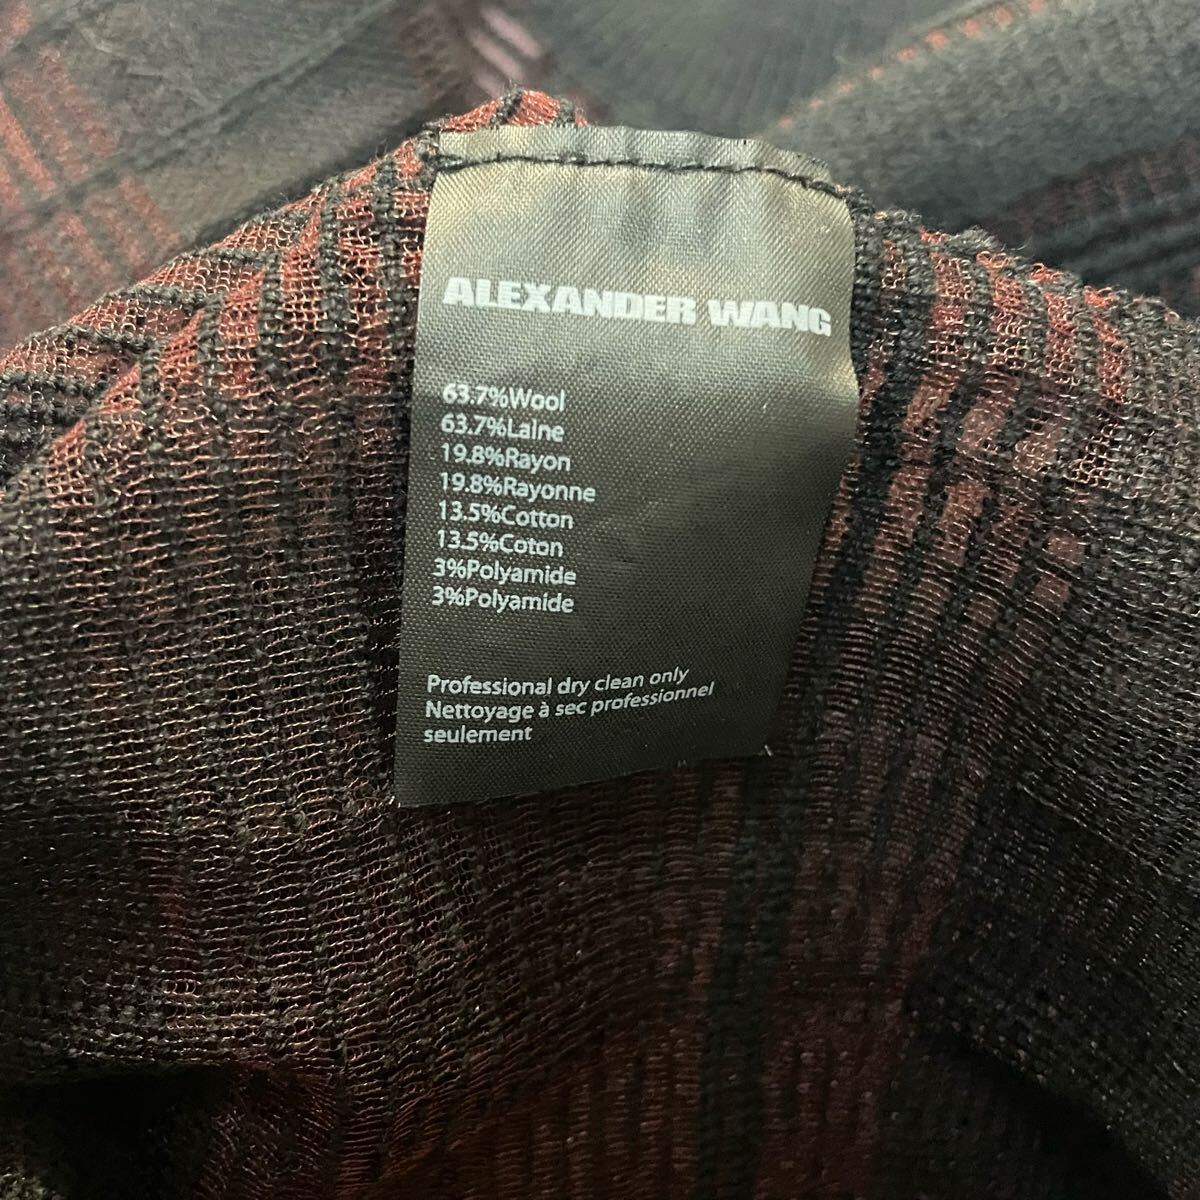 ALEXANDER WANG
63.7%Wool
63.7%Laine
19.8%Rayon
19.8%Rayonne
13.5%Cotton
13.5%Coton
3%Polyamide
3%Polyamide
Professional dry clean only
Nettoyage à sec professionnel
seulement